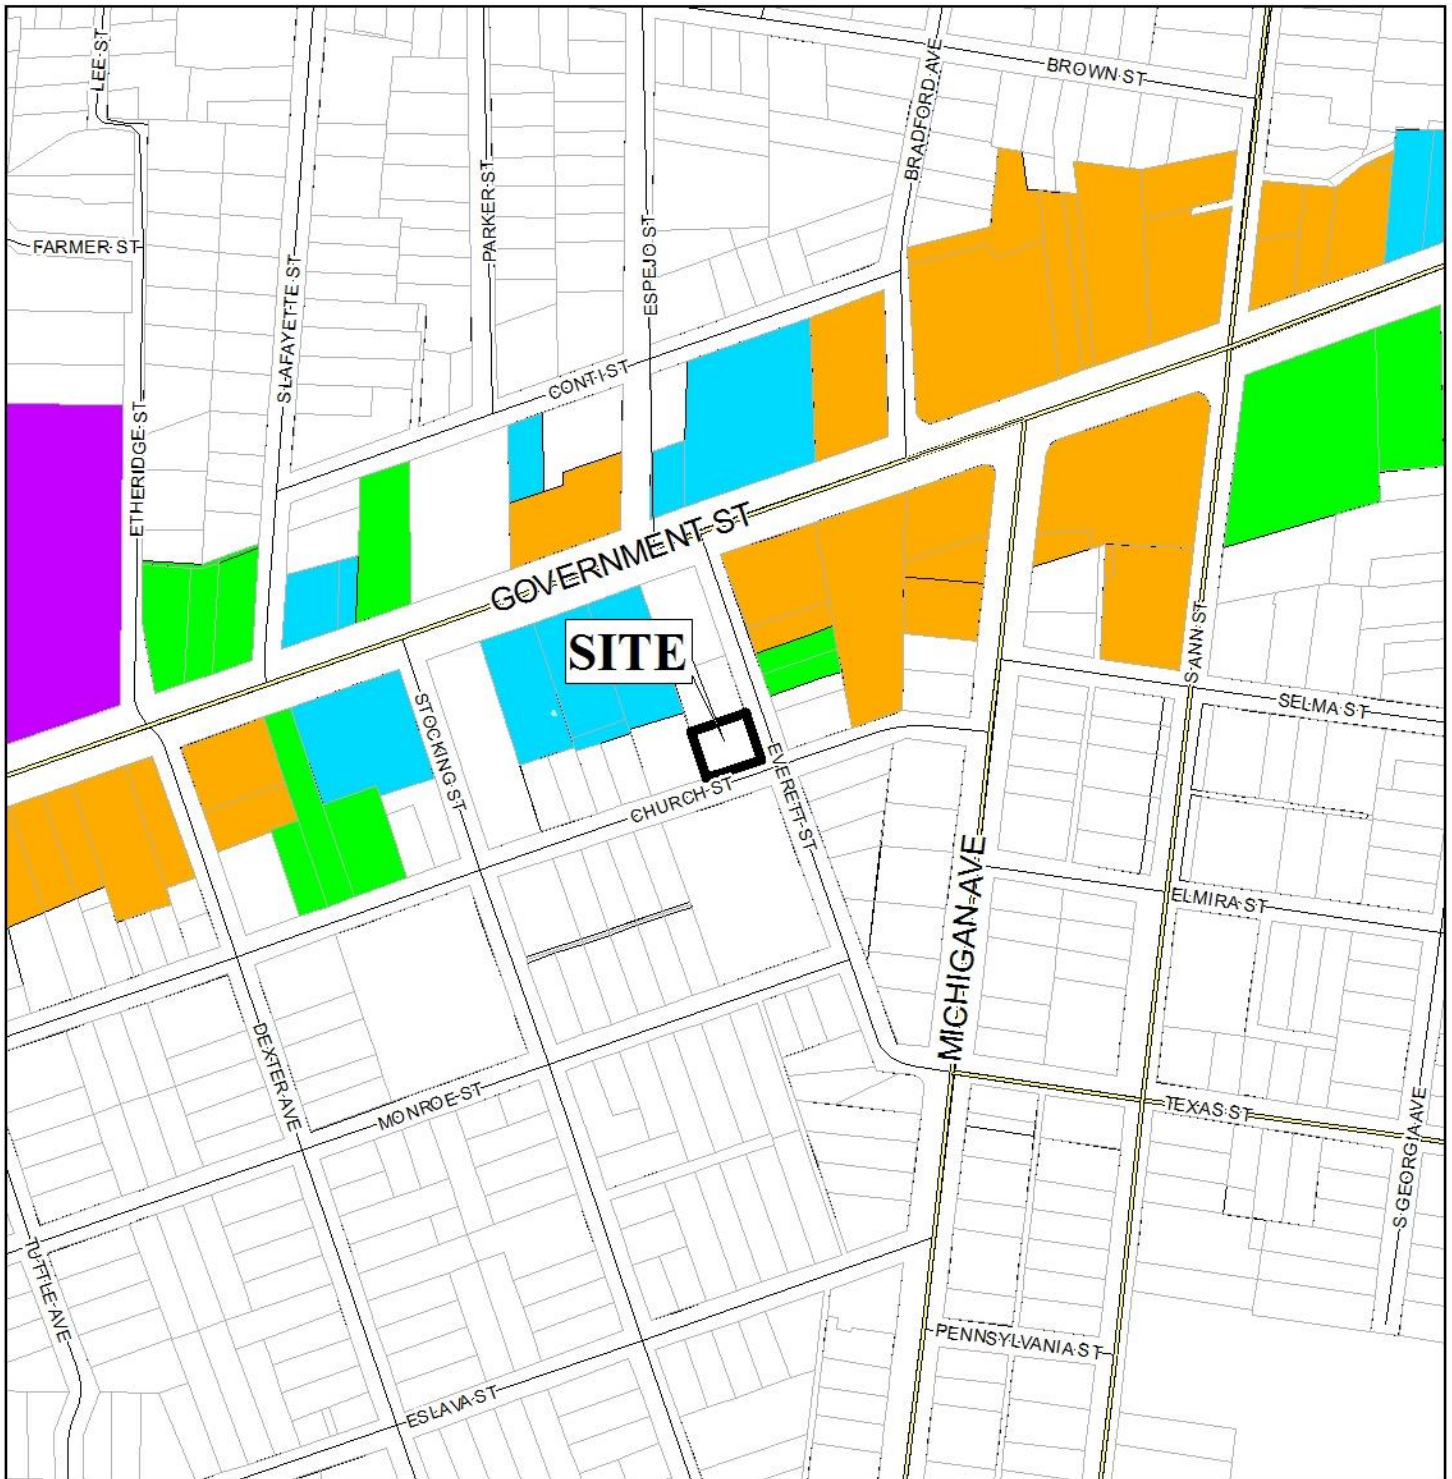 LEE ST
BROWN ST
BRADFORD AVE
PARKER ST
FARMER ST
ESPEJO ST
S LAFAYETTE ST
CONTI ST
ETHERIDGE ST
GOVERNMENT ST
SITE
S ANN ST
SELMA ST
STOCKING ST
EVERETT ST
CHURCH ST
MICHIGAN AVE
ELMIRA ST
DEXTER AVE
MONROE ST
TEXAS ST
S GEORGIA AVE
TUTTLE AVE
PENNSYLVANIA ST
ESLAVA ST